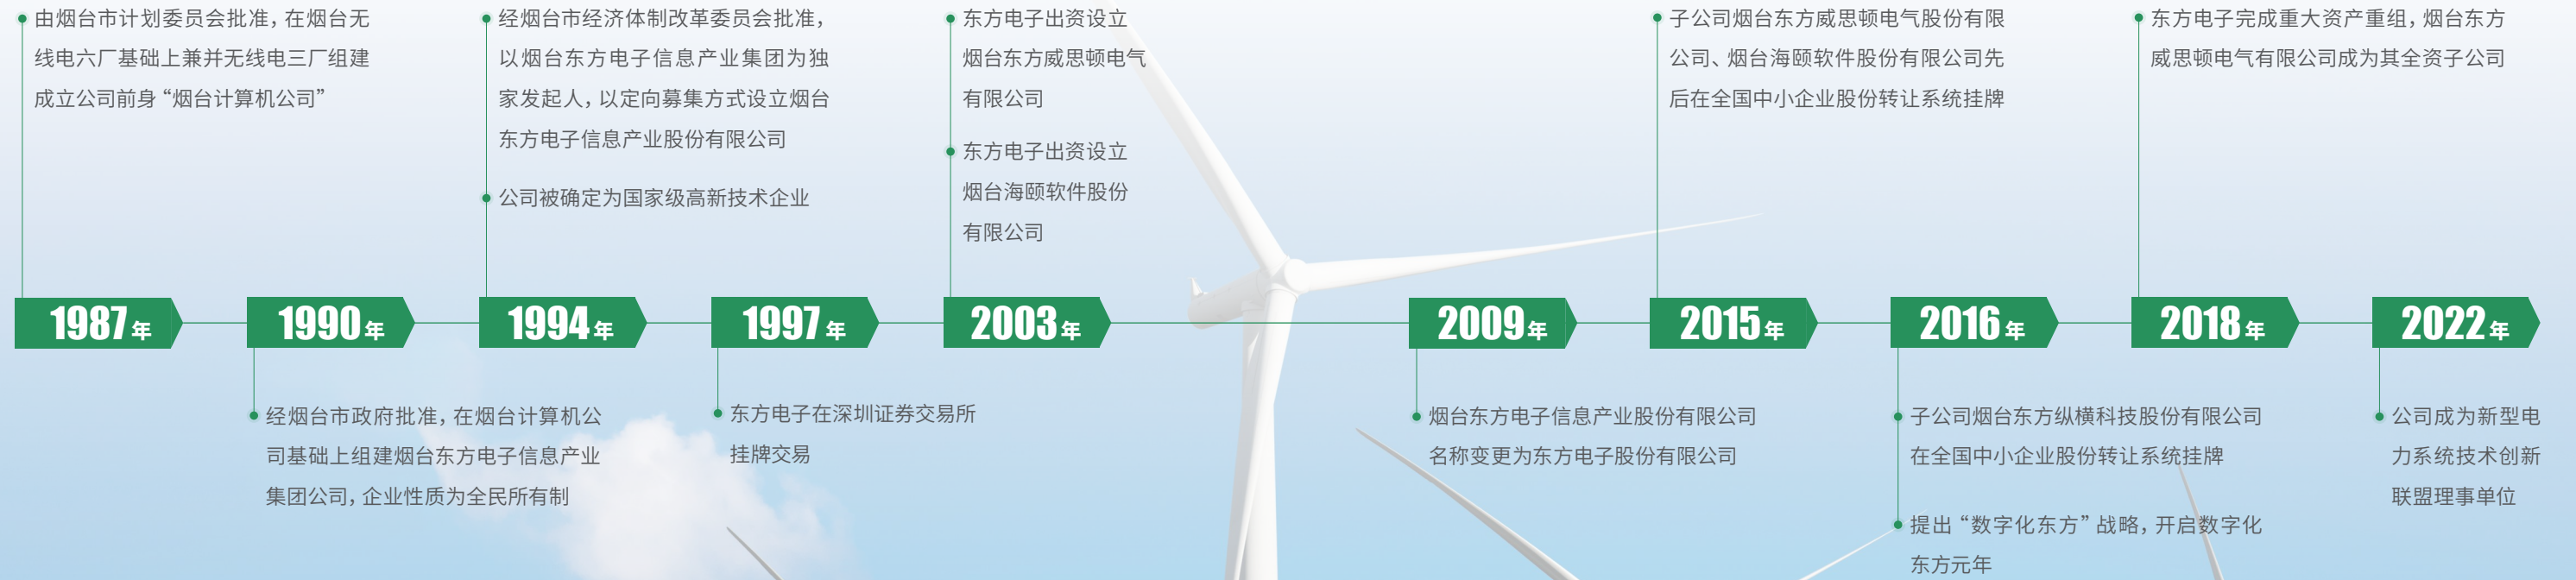 由烟台市计划委员会批准，在烟台无
线电六厂基础上兼并无线电三厂组建
成立公司前身“烟台计算机公司”
1987年
1990年
经烟台市政府批准，在烟台计算机公
司基础上组建烟台东方电子信息产业
集团公司，企业性质为全民所有制
经烟台市经济体制改革委员会批准，
以烟台东方电子信息产业集团为独
家发起人，以定向募集方式设立烟台
东方电子信息产业股份有限公司
公司被确定为国家级高新技术企业
1994年
1997年
东方电子在深圳证券交易所
挂牌交易
东方电子出资设立
烟台东方威思顿电气
有限公司
东方电子出资设立
烟台海颐软件股份
有限公司
2003年
2009年
烟台东方电子信息产业股份有限公司
名称变更为东方电子股份有限公司
子公司烟台东方威思顿电气股份有限
公司、烟台海颐软件股份有限公司先
后在全国中小企业股份转让系统挂牌
2015年
2016年
子公司烟台东方纵横科技股份有限公司
在全国中小企业股份转让系统挂牌
提出“数字化东方”战略，开启数字化
东方元年
东方电子完成重大资产重组，烟台东方
威思顿电气有限公司成为其全资子公司
2018年
2022年
公司成为新型电
力系统技术创新
联盟理事单位